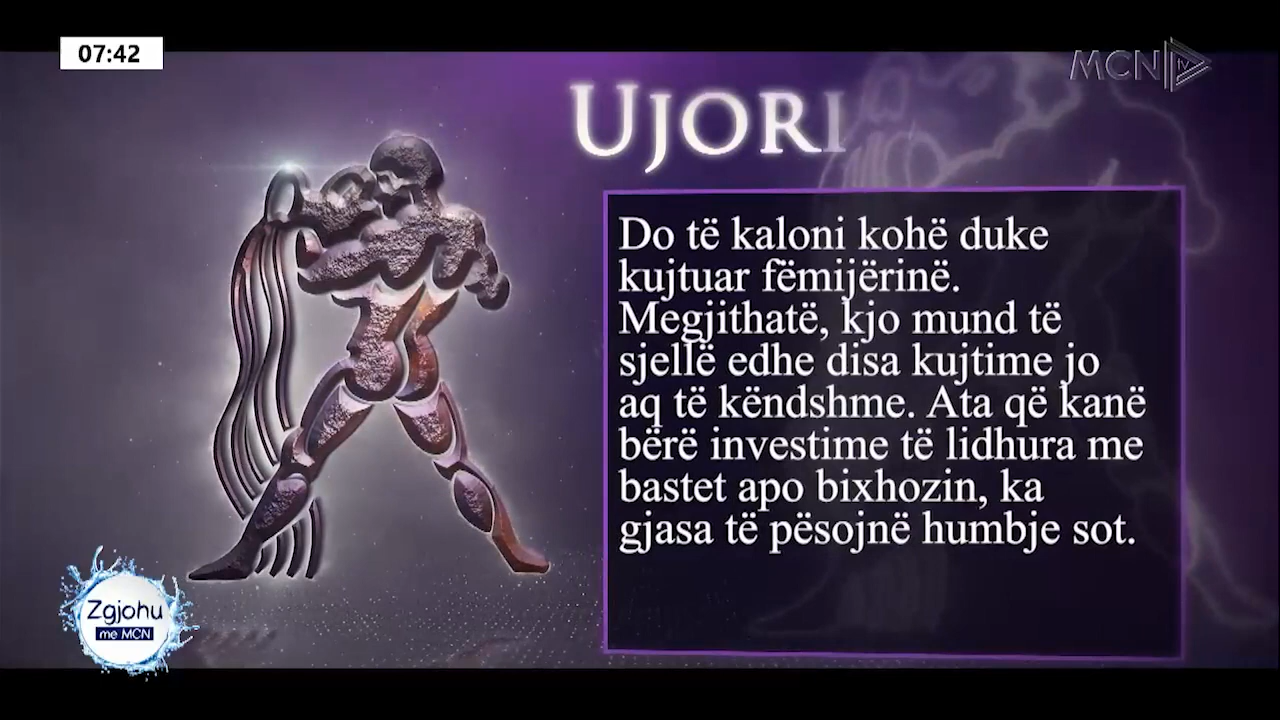 07:42
MCN TV
UJORI
Do të kaloni kohë duke
kujtuar fëmijërinë.
Megjithatë, kjo mund të
sjellë edhe disa kujtime jo
aq të këndshme. Ata që kanë
bërë investime të lidhura me
bastet apo bixhozin, ka
gjasa të pësojnë humbje sot.
Zgjohu
me MCN